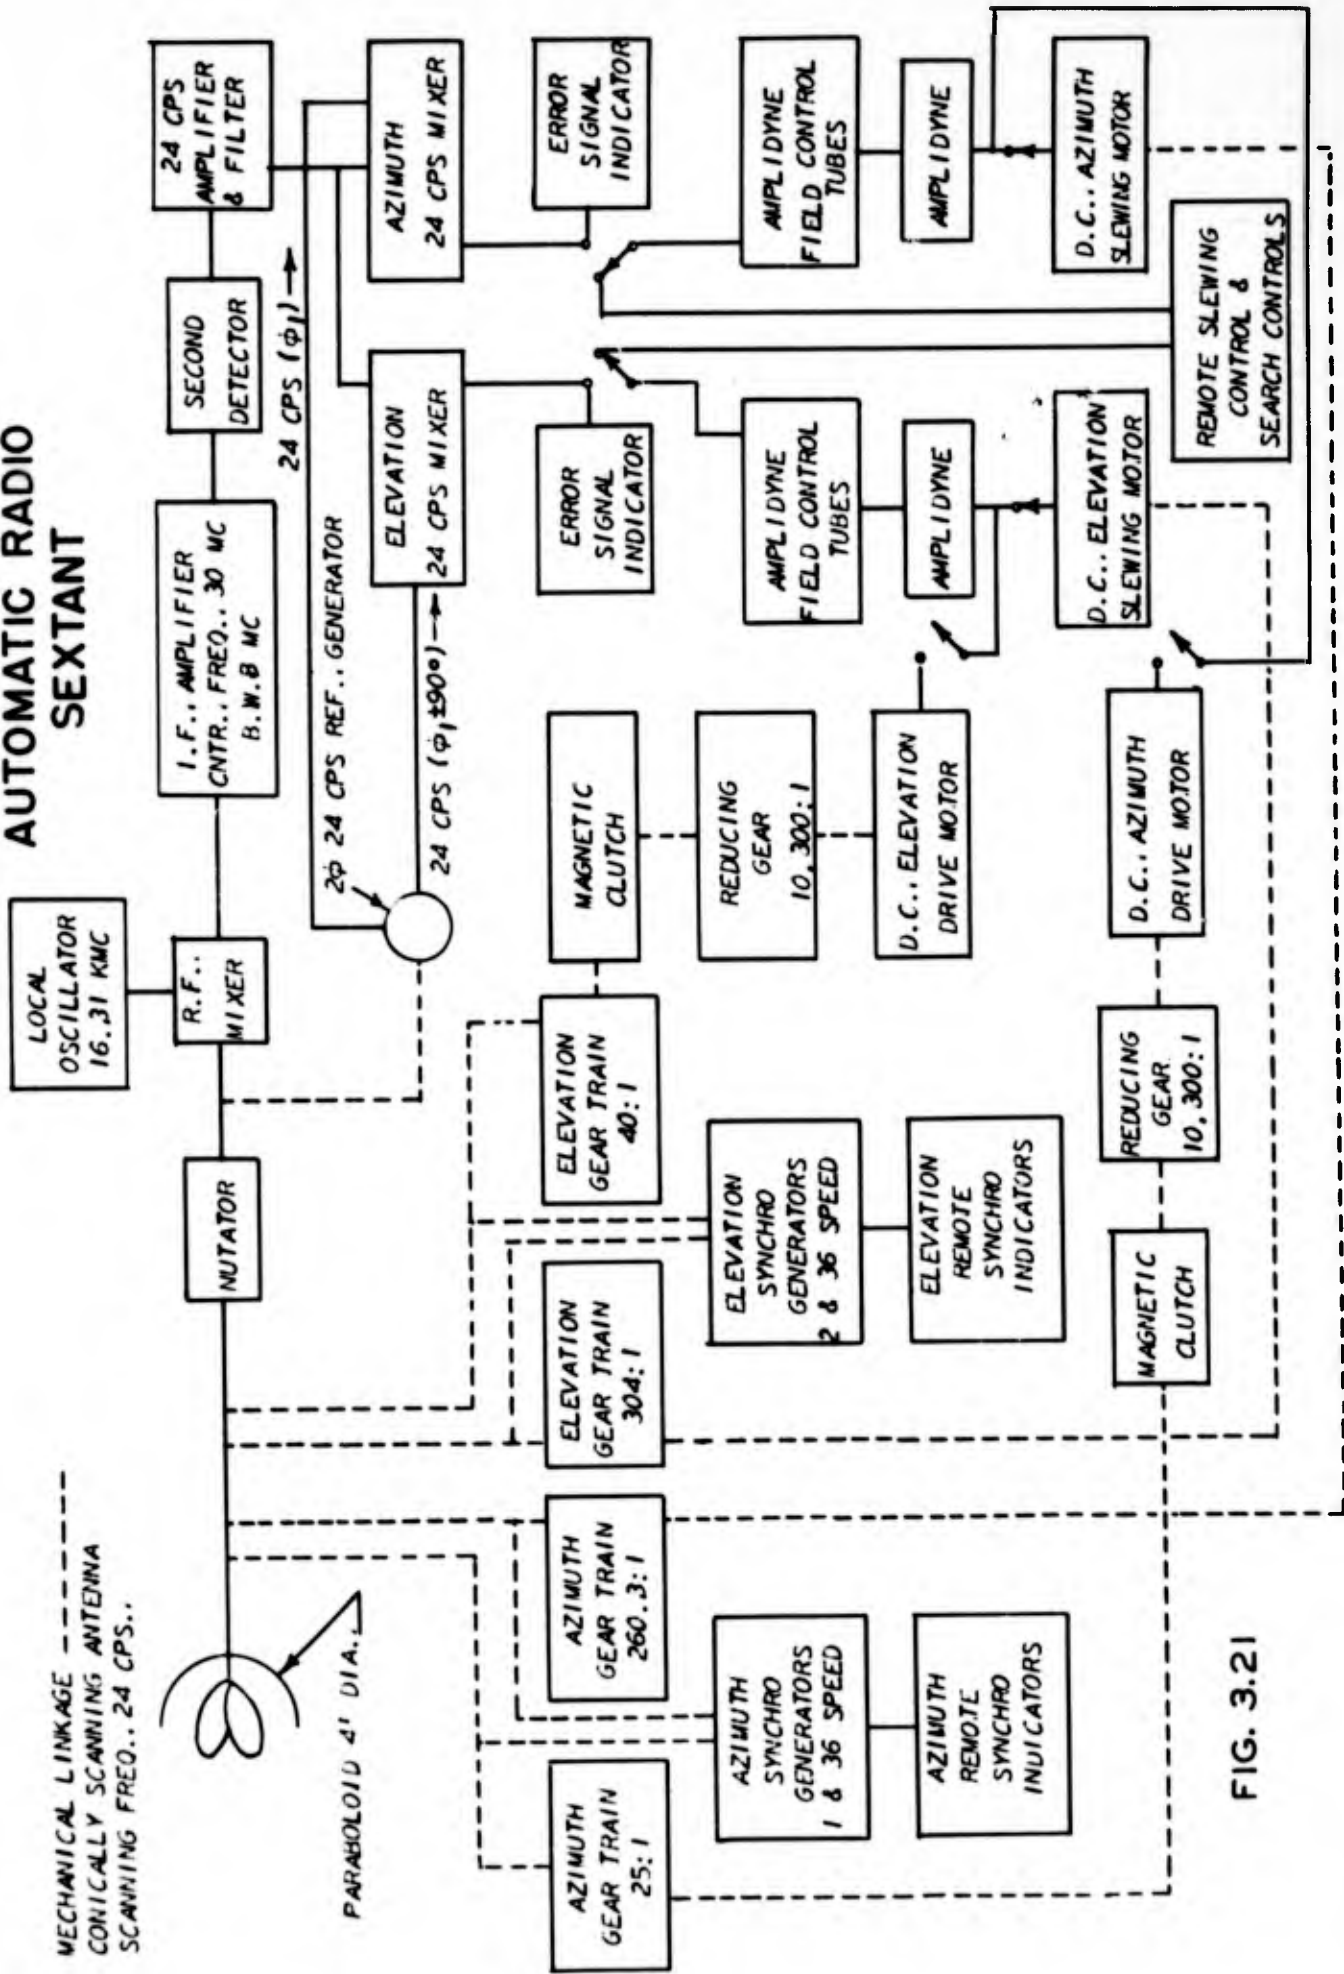 AUTOMATIC RADIO
SEXTANT
MECHANICAL LINKAGE
CONICALLY SCANNING ANTENNA
SCANNING FREQ.. 24 CPS..
PARABOLOID 4' DIA..
NUTATOR
LOCAL
OSCILLATOR
16.31 KMC
R.F..
MIXER
I.F.. AMPLIFIER
CNTR.. FREQ.. 30 MC
B.W.8 MC
SECOND
DETECTOR
24 CPS
AMPLIFIER
& FILTER
24 CPS (ϕ1)
2ϕ 24 CPS REF.. GENERATOR
24 CPS (ϕ1±90°)
ELEVATION
24 CPS MIXER
AZIMUTH
24 CPS MIXER
ERROR
SIGNAL
INDICATOR
ERROR
SIGNAL
INDICATOR
AMPLIDYNE
FIELD CONTROL
TUBES
AMPLIDYNE
FIELD CONTROL
TUBES
AMPLIDYNE
AMPLIDYNE
D.C.. ELEVATION
SLEWING MOTOR
D.C.. AZIMUTH
SLEWING MOTOR
REMOTE SLEWING
CONTROL &
SEARCH CONTROLS
MAGNETIC
CLUTCH
REDUCING
GEAR
10,300:1
D.C.. ELEVATION
DRIVE MOTOR
ELEVATION
GEAR TRAIN
40:1
ELEVATION
GEAR TRAIN
304:1
ELEVATION
SYNCHRO
GENERATORS
2 & 36 SPEED
ELEVATION
REMOTE
SYNCHRO
INDICATORS
AZIMUTH
GEAR TRAIN
260.3:1
AZIMUTH
GEAR TRAIN
25:1
AZIMUTH
SYNCHRO
GENERATORS
1 & 36 SPEED
AZIMUTH
REMOTE
SYNCHRO
INDICATORS
MAGNETIC
CLUTCH
REDUCING
GEAR
10,300:1
D.C.. AZIMUTH
DRIVE MOTOR
FIG. 3.21